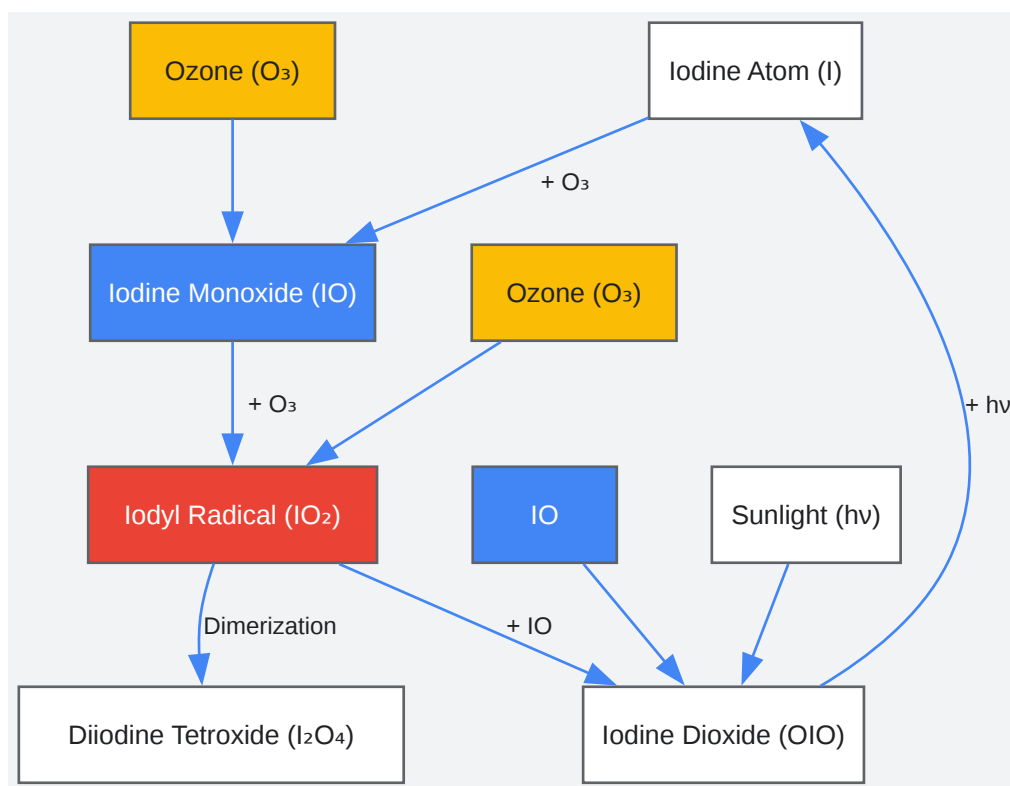 Ozone (O₃)
Iodine Atom (I)
+ O₃
Iodine Monoxide (IO)
Ozone (O₃)
+ O₃
+ hν
Iodyl Radical (IO₂)
IO
Sunlight (hν)
Dimerization
+ IO
Diiodine Tetroxide (I₂O₄)
Iodine Dioxide (OIO)